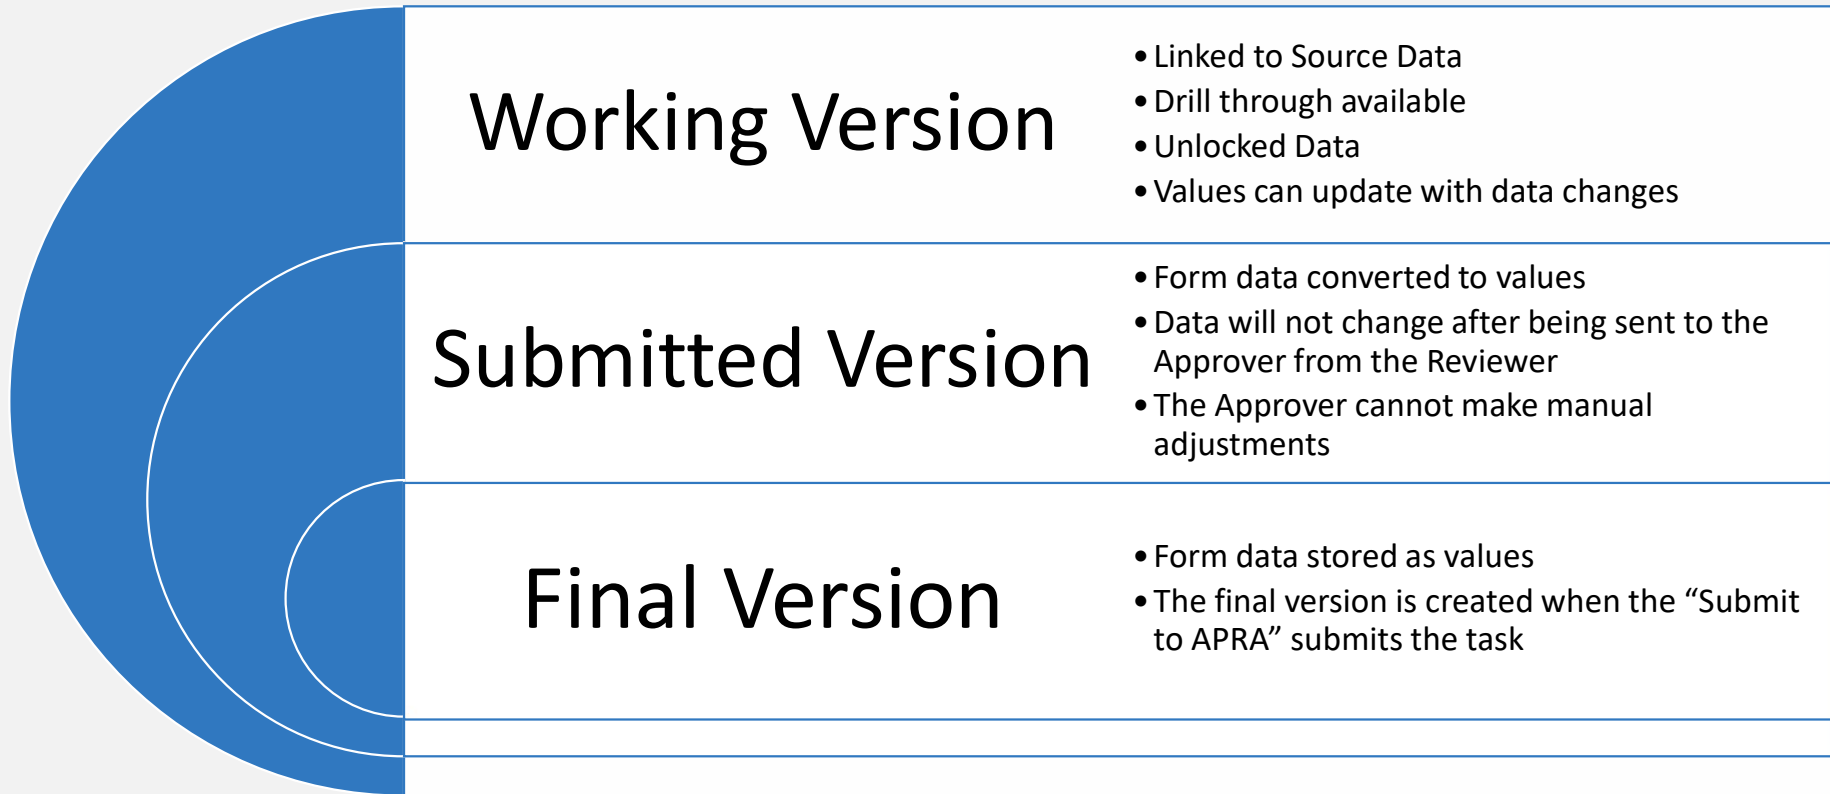 Working Version
• Linked to Source Data
• Drill through available
• Unlocked Data
• Values can update with data changes
Submitted Version
• Form data converted to values
• Data will not change after being sent to the
Approver from the Reviewer
• The Approver cannot make manual
adjustments
Final Version
• Form data stored as values
• The final version is created when the “Submit
to APRA” submits the task